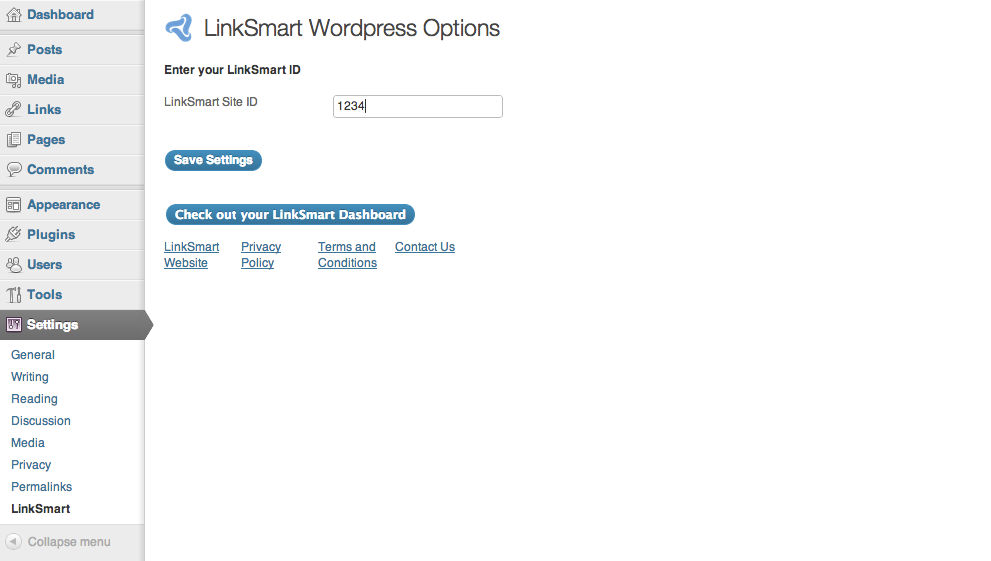 Dashboard
Posts
Media
Links
Pages
Comments
Appearance
Plugins
Users
Tools
Settings
General
Writing
Reading
Discussion
Media
Privacy
Permalinks
LinkSmart
Collapse menu
LinkSmart Wordpress Options
Enter your LinkSmart ID
LinkSmart Site ID
1234
Save Settings
Check out your LinkSmart Dashboard
LinkSmart
Website
Privacy
Policy
Terms and
Conditions
Contact Us